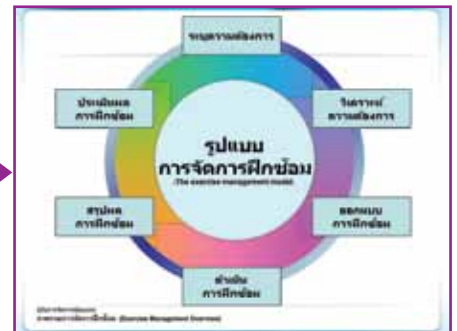 ระบุความต้องการ
วิเคราะห์
ความต้องการ
ออกแบบ
การฝึกซ้อม
ดำเนิน
การฝึกซ้อม
สรุปผล
การฝึกซ้อม
ประเมินผล
การฝึกซ้อม
รูปแบบ
การจัดการฝึกซ้อม
(The exercise management model)
(Exercise Management Overview)